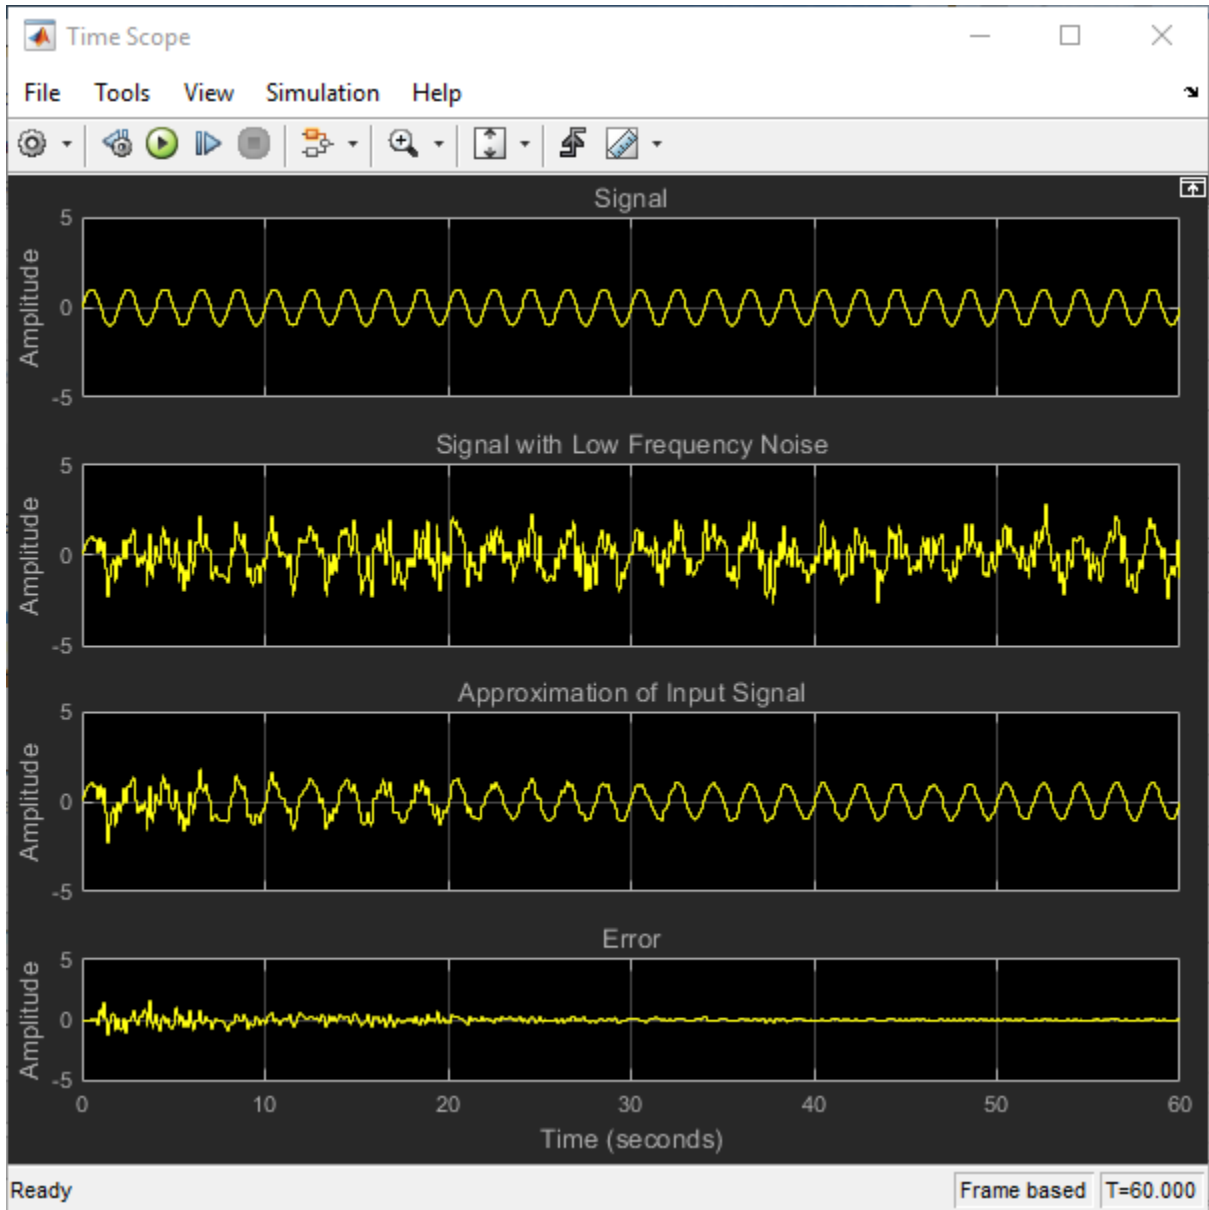 Time Scope
File Tools View Simulation Help
Signal
5
0
-5
Amplitude
Signal with Low Frequency Noise
5
0
-5
Amplitude
Approximation of Input Signal
5
0
-5
Amplitude
Error
5
0
-5
Amplitude
0 10 20 30 40 50 60
Time (seconds)
Ready Frame based T=60.000